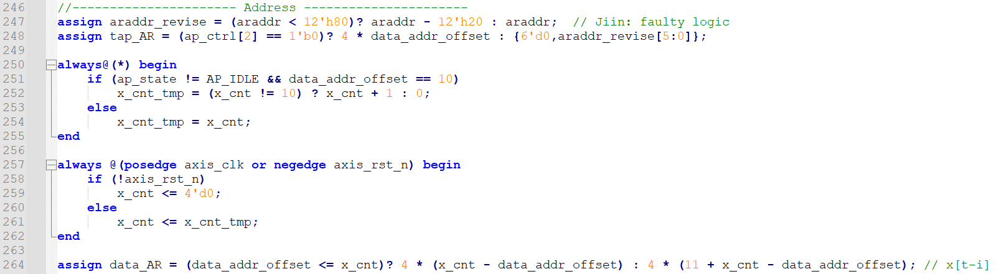 246 //---------------------- Address ----------------------
247 assign araddr_revise = (araddr < 12'h80)? araddr - 12'h20 : araddr;  // Jiin: faulty logic
248 assign tap_AR = (ap_ctrl[2] == 1'b0)? 4 * data_addr_offset : {6'd0,araddr_revise[5:0]};
249
250 always@(*) begin
251     if (ap_state != AP_IDLE && data_addr_offset == 10)
252         x_cnt_tmp = (x_cnt != 10) ? x_cnt + 1 : 0;
253     else
254         x_cnt_tmp = x_cnt;
255 end
256
257 always @(posedge axis_clk or negedge axis_rst_n) begin
258     if (!axis_rst_n)
259         x_cnt <= 4'd0;
260     else
261         x_cnt <= x_cnt_tmp;
262 end
263
264 assign data_AR = (data_addr_offset <= x_cnt)? 4 * (x_cnt - data_addr_offset) : 4 * (11 + x_cnt - data_addr_offset); // x[t-i]